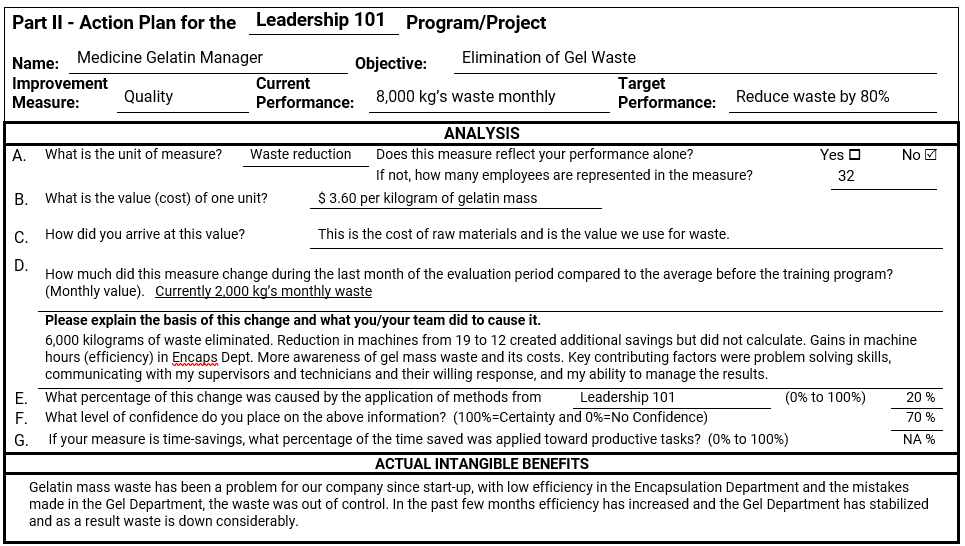 Part II - Action Plan for the Leadership 101 Program/Project
Name: Medicine Gelatin Manager Objective: Elimination of Gel Waste
Improvement Measure: Quality Current Performance: 8,000 kg’s waste monthly Target Performance: Reduce waste by 80%
ANALYSIS
A. What is the unit of measure? Waste reduction Does this measure reflect your performance alone? Yes ☐ No ☑
If not, how many employees are represented in the measure? 32
B. What is the value (cost) of one unit? $ 3.60 per kilogram of gelatin mass
C. How did you arrive at this value? This is the cost of raw materials and is the value we use for waste.
D. How much did this measure change during the last month of the evaluation period compared to the average before the training program?
(Monthly value). Currently 2,000 kg’s monthly waste
Please explain the basis of this change and what you/your team did to cause it.
6,000 kilograms of waste eliminated. Reduction in machines from 19 to 12 created additional savings but did not calculate. Gains in machine
hours (efficiency) in Encaps Dept. More awareness of gel mass waste and its costs. Key contributing factors were problem solving skills,
communicating with my supervisors and technicians and their willing response, and my ability to manage the results.
E. What percentage of this change was caused by the application of methods from Leadership 101 (0% to 100%) 20 %
F. What level of confidence do you place on the above information? (100%=Certainty and 0%=No Confidence) 70 %
G. If your measure is time-savings, what percentage of the time saved was applied toward productive tasks? (0% to 100%) NA %
ACTUAL INTANGIBLE BENEFITS
Gelatin mass waste has been a problem for our company since start-up, with low efficiency in the Encapsulation Department and the mistakes
made in the Gel Department, the waste was out of control. In the past few months efficiency has increased and the Gel Department has stabilized
and as a result waste is down considerably.